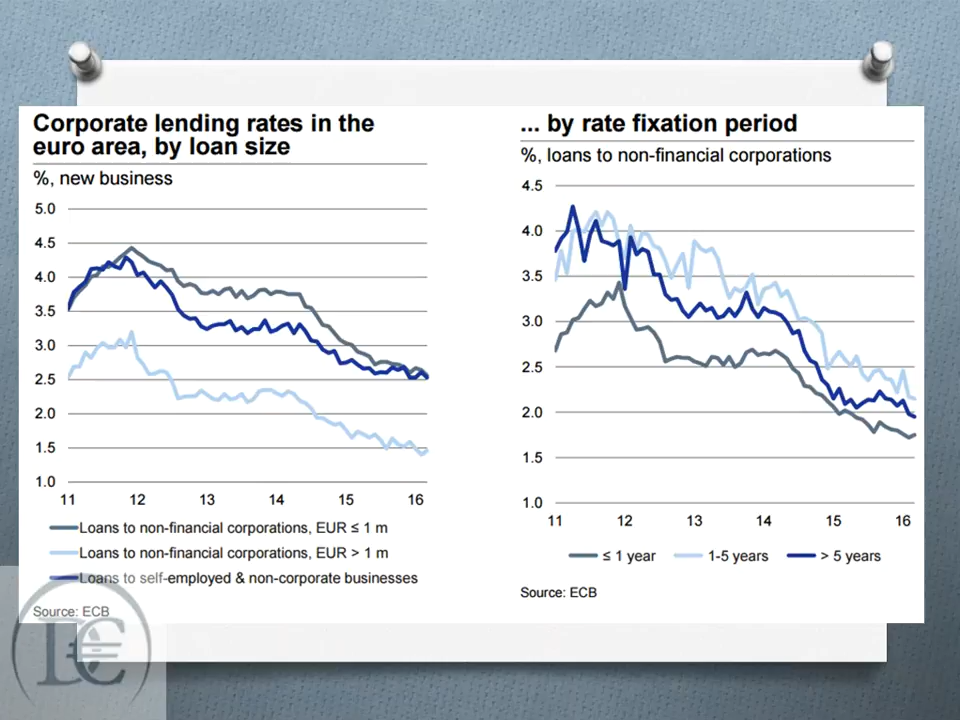 Corporate lending rates in the
euro area, by loan size
%, new business
5.0
4.5
4.0
3.5
3.0
2.5
2.0
1.5
1.0
11 12 13 14 15 16
Loans to non-financial corporations, EUR ≤ 1 m
Loans to non-financial corporations, EUR > 1 m
Loans to self-employed & non-corporate businesses
Source: ECB
... by rate fixation period
%, loans to non-financial corporations
4.5
4.0
3.5
3.0
2.5
2.0
1.5
1.0
11 12 13 14 15 16
≤ 1 year 1-5 years > 5 years
Source: ECB